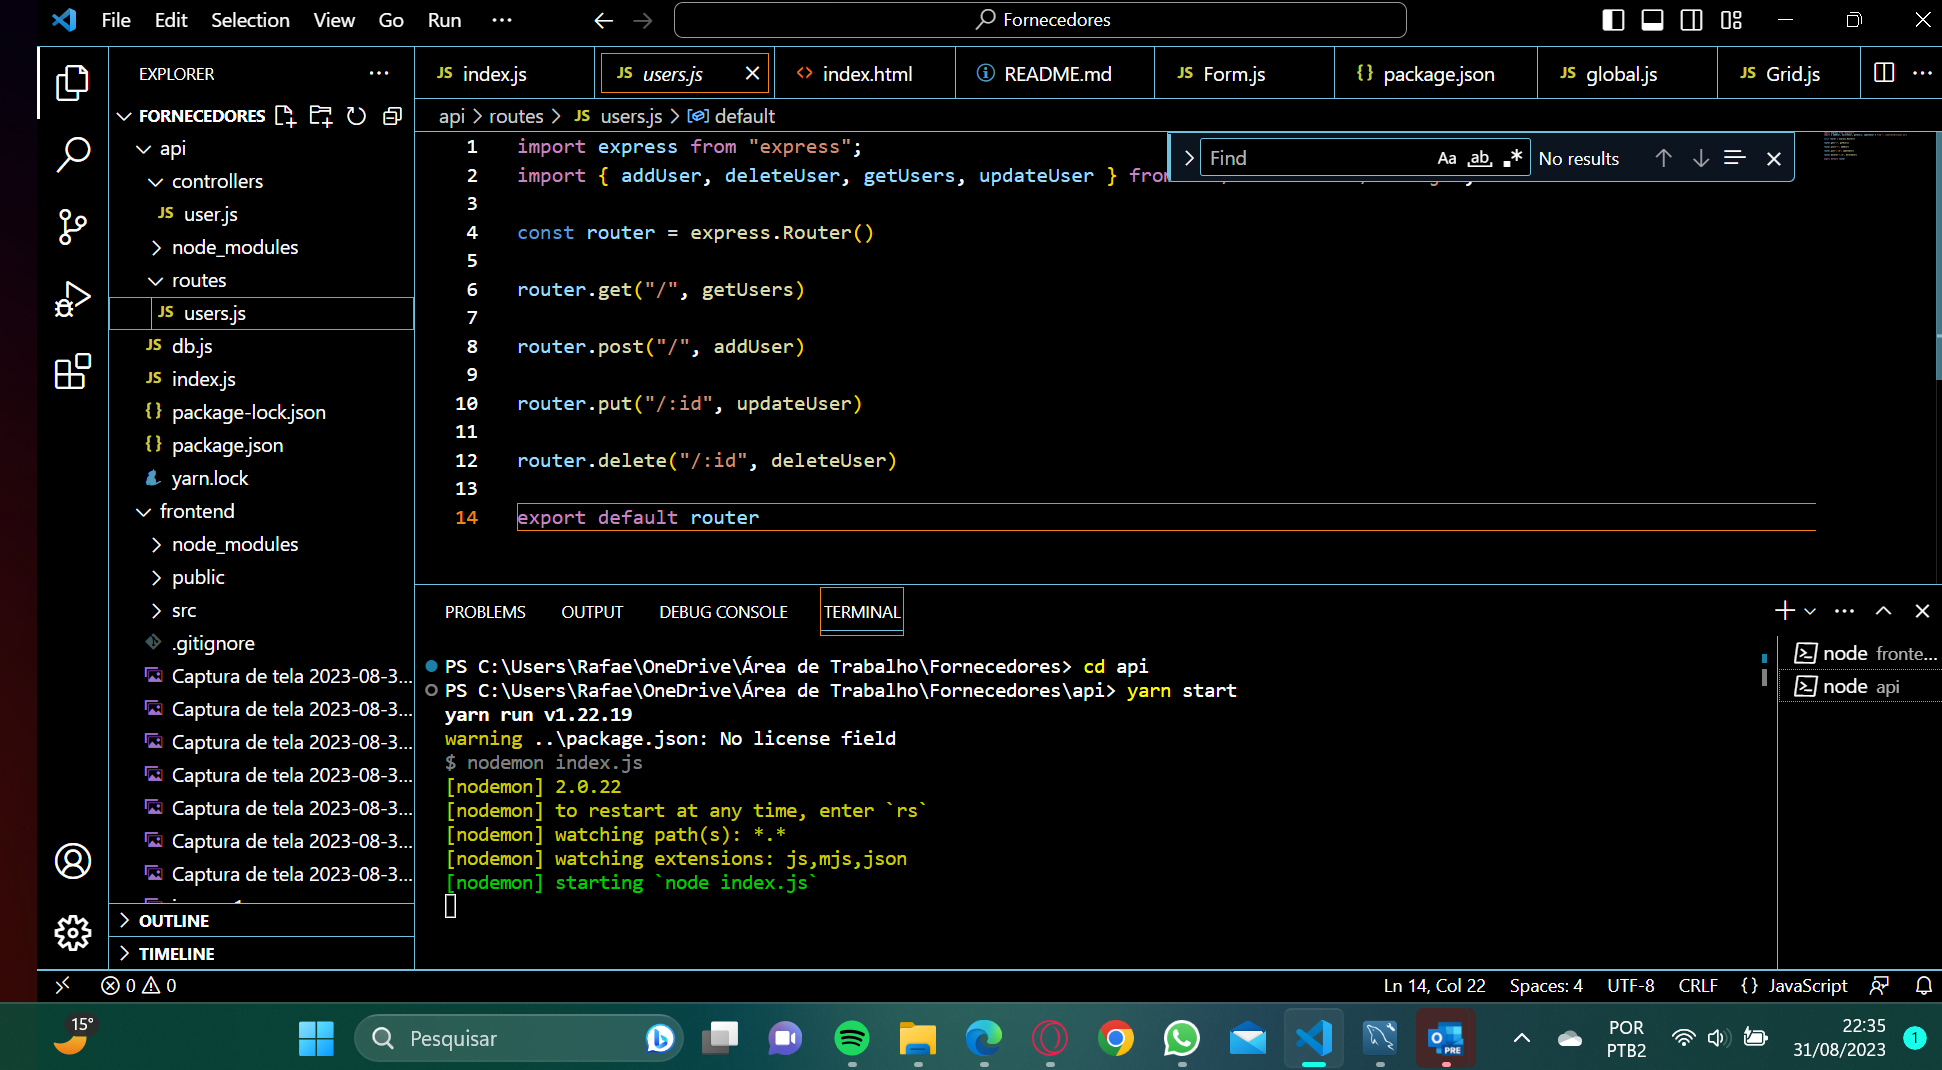 File Edit Selection View Go Run ··· Fornecedores
EXPLORER
FORNECEDORES
api
controllers
JS user.js
node_modules
routes
JS users.js
JS db.js
JS index.js
{} package-lock.json
{} package.json
yarn.lock
frontend
node_modules
public
src
.gitignore
Captura de tela 2023-08-3...
Captura de tela 2023-08-3...
Captura de tela 2023-08-3...
Captura de tela 2023-08-3...
Captura de tela 2023-08-3...
Captura de tela 2023-08-3...
Captura de tela 2023-08-3...
OUTLINE
TIMELINE
JS index.js JS users.js <> index.html README.md JS Form.js {} package.json JS global.js JS Grid.js
api > routes > JS users.js > default
Find Aa ab .* No results
1 import express from "express";
2 import { addUser, deleteUser, getUsers, updateUser } from
3
4 const router = express.Router()
5
6 router.get("/", getUsers)
7
8 router.post("/", addUser)
9
10 router.put("/:id", updateUser)
11
12 router.delete("/:id", deleteUser)
13
14 export default router
PROBLEMS OUTPUT DEBUG CONSOLE TERMINAL
PS C:\Users\Rafae\OneDrive\Área de Trabalho\Fornecedores> cd api
PS C:\Users\Rafae\OneDrive\Área de Trabalho\Fornecedores\api> yarn start
yarn run v1.22.19
warning ..\package.json: No license field
$ nodemon index.js
[nodemon] 2.0.22
[nodemon] to restart at any time, enter `rs`
[nodemon] watching path(s): *.*
[nodemon] watching extensions: js,mjs,json
[nodemon] starting `node index.js`
node fronte...
node api
0 0 Ln 14, Col 22 Spaces: 4 UTF-8 CRLF {} JavaScript
15°
Pesquisar
PRE
POR
PTB2
22:35
31/08/2023
1